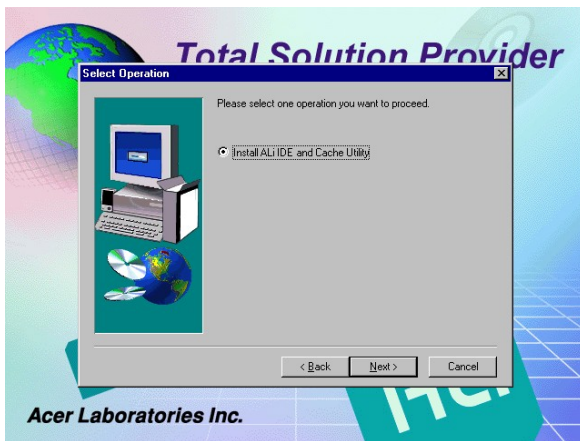 Total Solution Provider
Select Operation
Please select one operation you want to proceed.
Install ALi IDE and Cache Utility
< Back
Next >
Cancel
Acer Laboratories Inc.